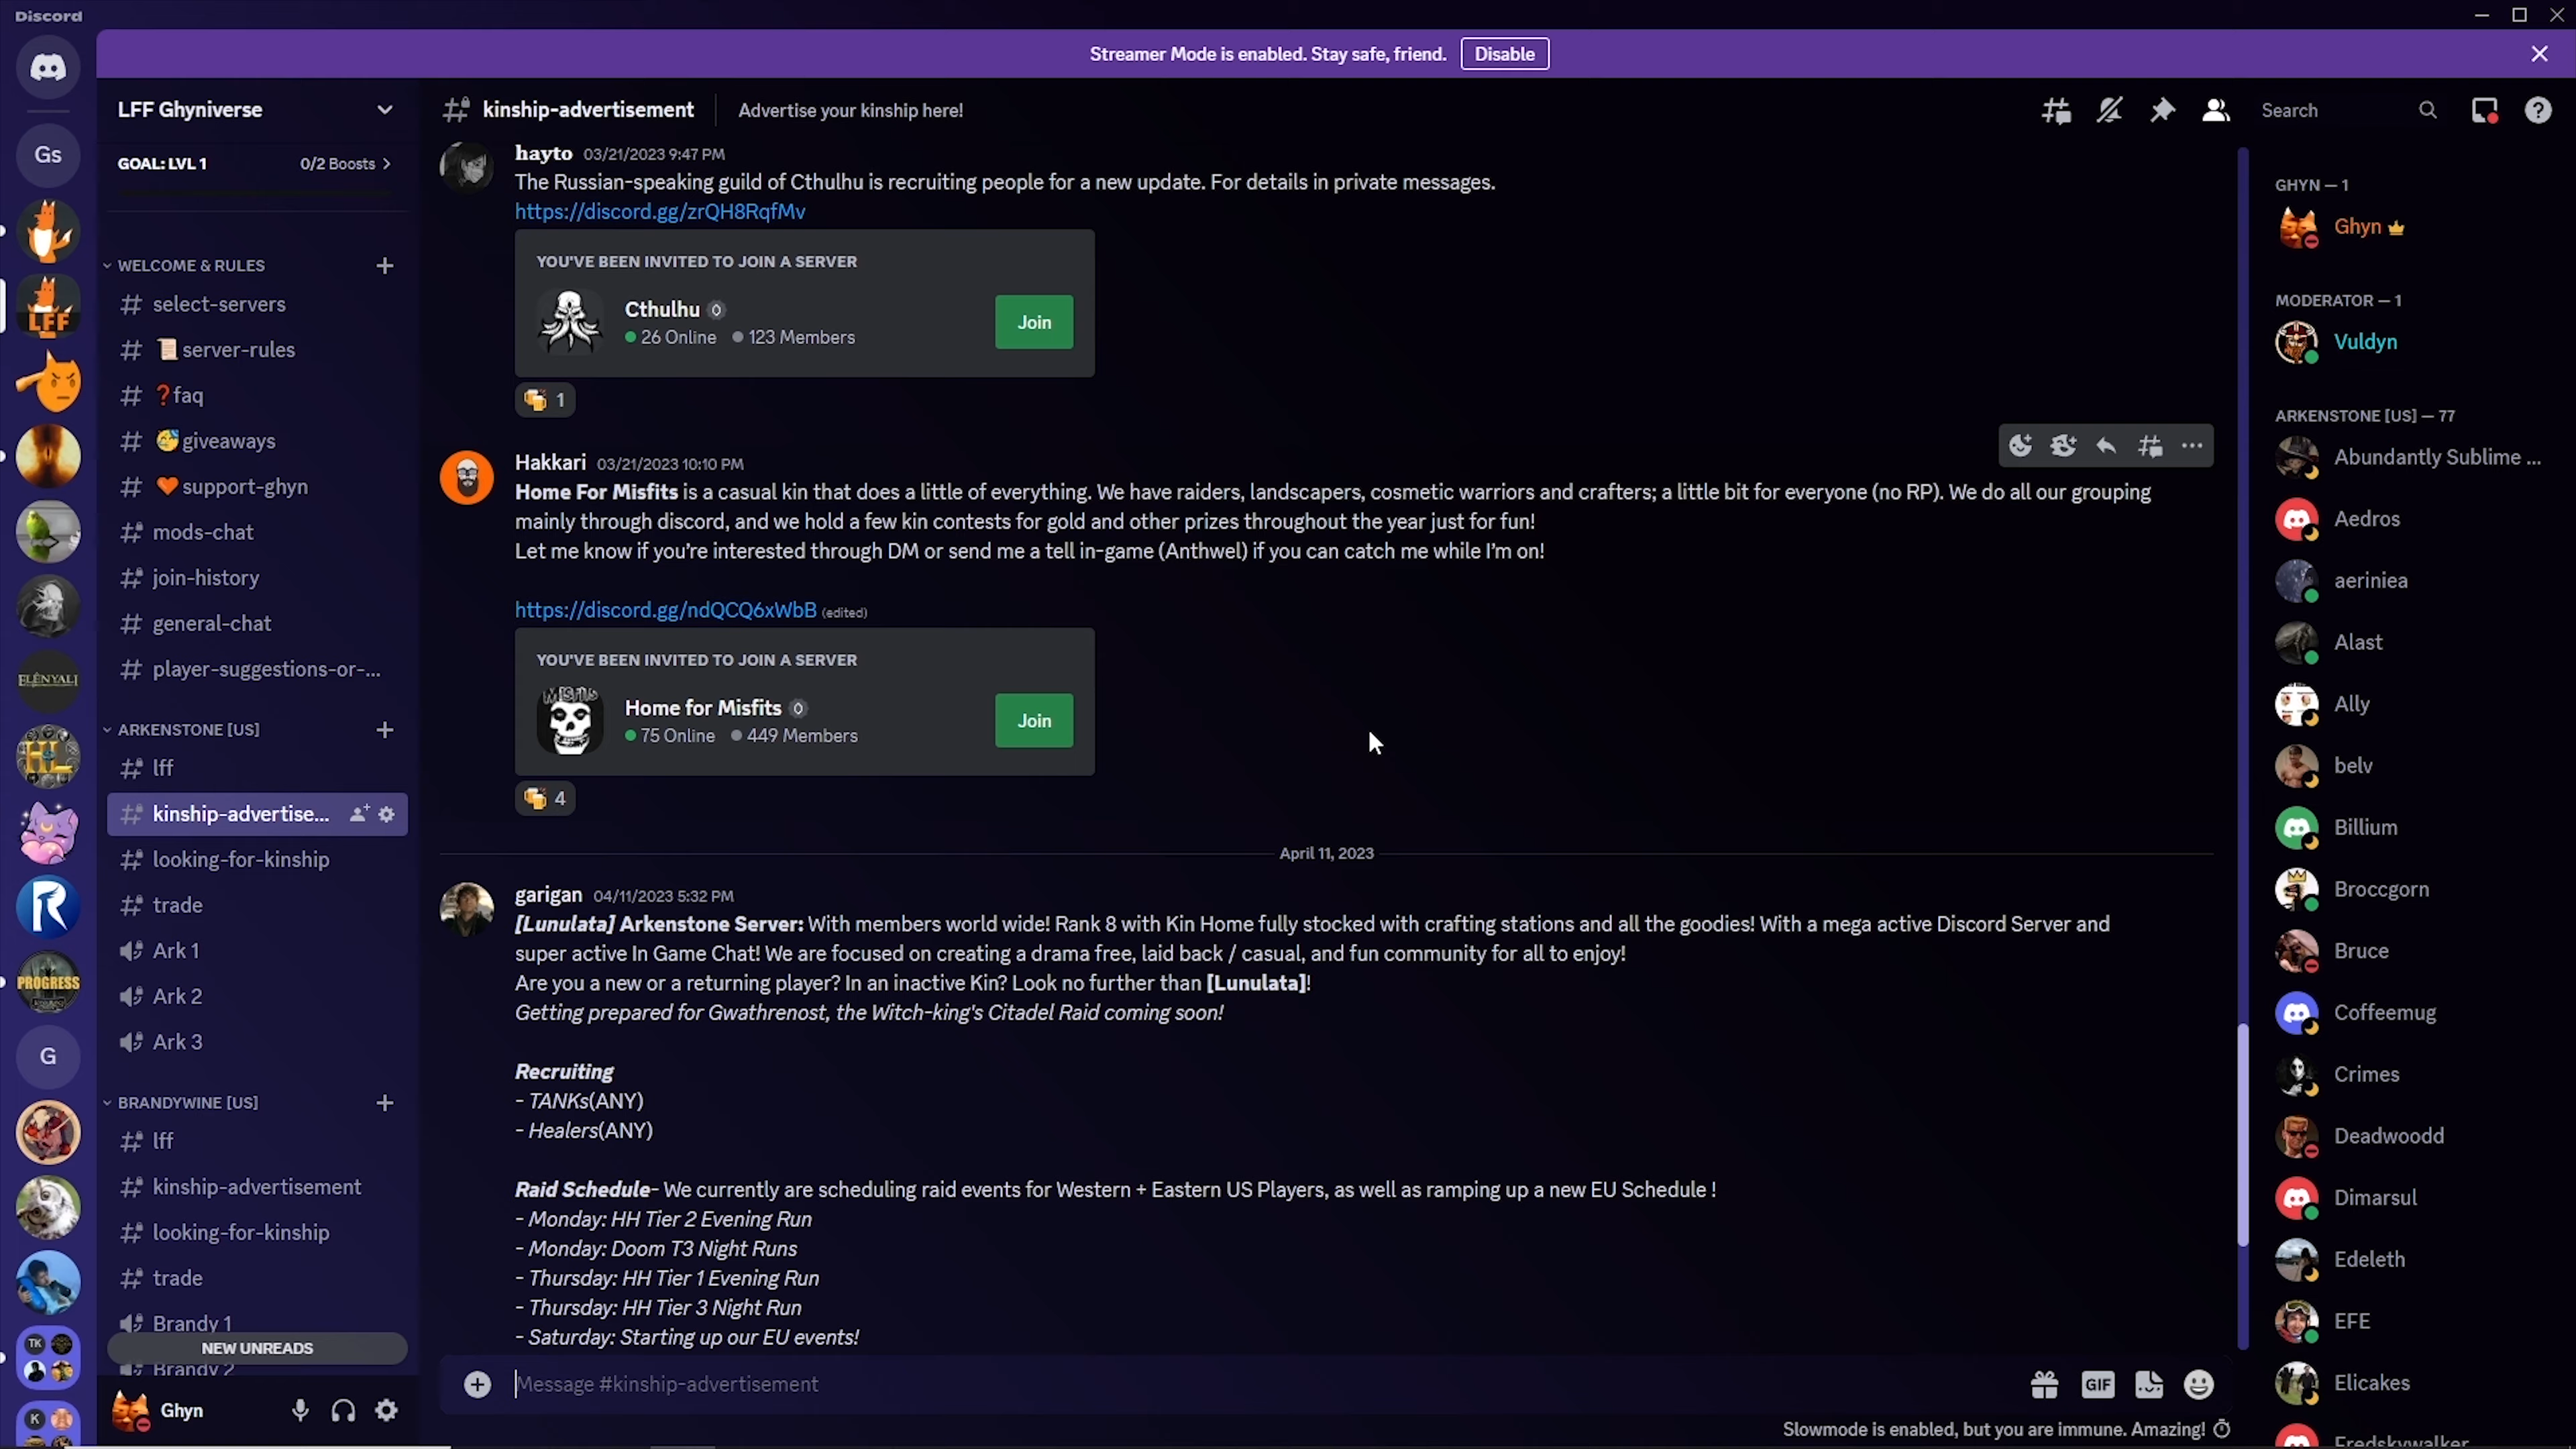 Discord
Streamer Mode is enabled. Stay safe, friend.
Disable
LFF Ghyniverse
GOAL: LVL 1
0/2 Boosts
WELCOME & RULES
select-servers
📜server-rules
❓faq
🥳giveaways
🧡support-ghyn
mods-chat
join-history
general-chat
player-suggestions-or-...
ARKENSTONE [US]
lff
kinship-advertise...
looking-for-kinship
trade
Ark 1
Ark 2
Ark 3
BRANDYWINE [US]
lff
kinship-advertisement
looking-for-kinship
trade
Brandy 1
NEW UNREADS
Brandy 2
Ghyn
Gs
LFF
ELENYALI
HL
R
PROGRESS
G
TK
K
kinship-advertisement
Advertise your kinship here!
Search
hayto 03/21/2023 9:47 PM
The Russian-speaking guild of Cthulhu is recruiting people for a new update. For details in private messages.
https://discord.gg/zrQH8RqfMv
YOU'VE BEEN INVITED TO JOIN A SERVER
Cthulhu
26 Online 123 Members
Join
1
Hakkari 03/21/2023 10:10 PM
Home For Misfits is a casual kin that does a little of everything. We have raiders, landscapers, cosmetic warriors and crafters; a little bit for everyone (no RP). We do all our grouping
mainly through discord, and we hold a few kin contests for gold and other prizes throughout the year just for fun!
Let me know if you're interested through DM or send me a tell in-game (Anthwel) if you can catch me while I'm on!
https://discord.gg/ndQCQ6xWbB (edited)
YOU'VE BEEN INVITED TO JOIN A SERVER
Home for Misfits
75 Online 449 Members
Join
4
April 11, 2023
garigan 04/11/2023 5:32 PM
[Lunulata] Arkenstone Server: With members world wide! Rank 8 with Kin Home fully stocked with crafting stations and all the goodies! With a mega active Discord Server and
super active In Game Chat! We are focused on creating a drama free, laid back / casual, and fun community for all to enjoy!
Are you a new or a returning player? In an inactive Kin? Look no further than [Lunulata]!
Getting prepared for Gwathrenost, the Witch-king's Citadel Raid coming soon!
Recruiting
- TANKs(ANY)
- Healers(ANY)
Raid Schedule- We currently are scheduling raid events for Western + Eastern US Players, as well as ramping up a new EU Schedule !
- Monday: HH Tier 2 Evening Run
- Monday: Doom T3 Night Runs
- Thursday: HH Tier 1 Evening Run
- Thursday: HH Tier 3 Night Run
- Saturday: Starting up our EU events!
Message #kinship-advertisement
GIF
Slowmode is enabled, but you are immune. Amazing!
GHYN — 1
Ghyn
MODERATOR — 1
Vuldyn
ARKENSTONE [US] — 77
Abundantly Sublime ...
Aedros
aeriniea
Alast
Ally
belv
Billium
Broccgorn
Bruce
Coffeemug
Crimes
Deadwoodd
Dimarsul
Edeleth
EFE
Elicakes
Fredskywalker